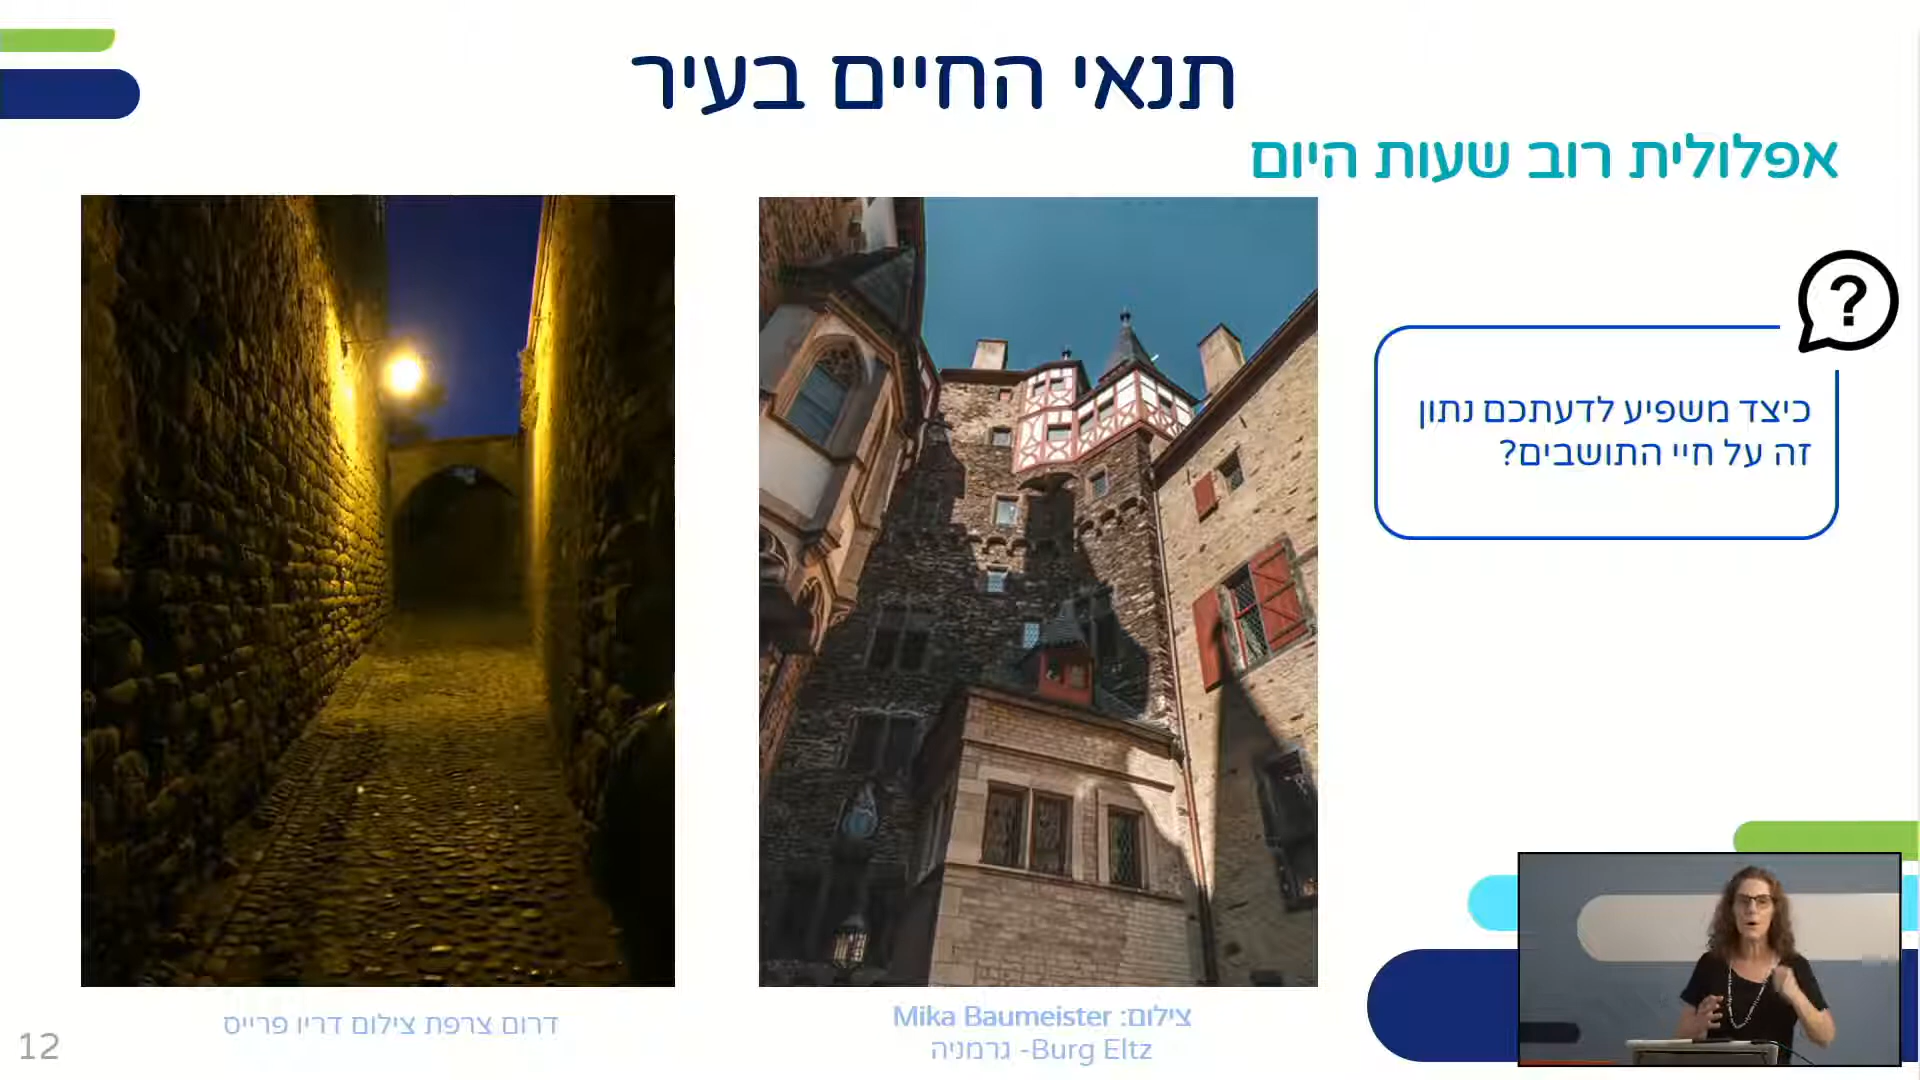 תנאי החיים בעיר
אפלולית רוב שעות היום
?
כיצד משפיע לדעתכם נתון
זה על חיי התושבים?
צילום: Mika Baumeister
Burg Eltz- גרמניה
דרום צרפת צילום דריו פרייס
12